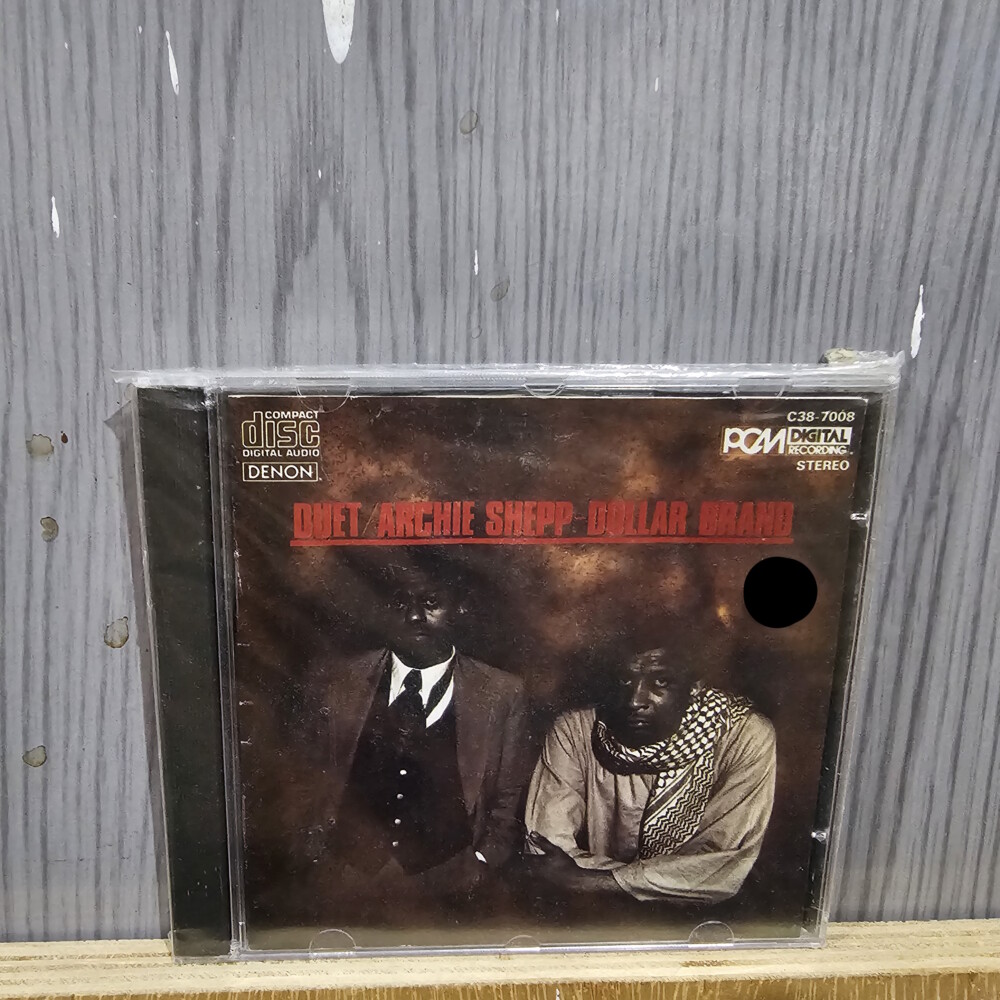 COMPACT
disc
DIGITAL AUDIO
DENON
C38-7008
PCM DIGITAL
RECORDING
STEREO
DUET/ARCHIE SHEPP-DOLLAR BRAND